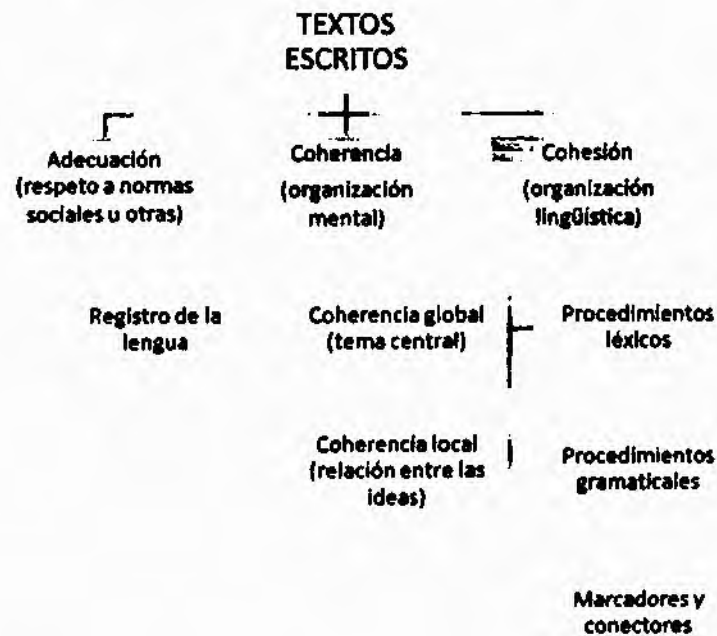 TEXTOS
ESCRITOS
Adecuación
(respeto a normas
sociales u otras)
Coherencia
(organización
mental)
Cohesión
(organización
lingüística)
Registro de la
lengua
Coherencia global
(tema central)
Procedimientos
léxicos
Coherencia local
(relación entre las
ideas)
Procedimientos
gramaticales
Marcadores y
conectores